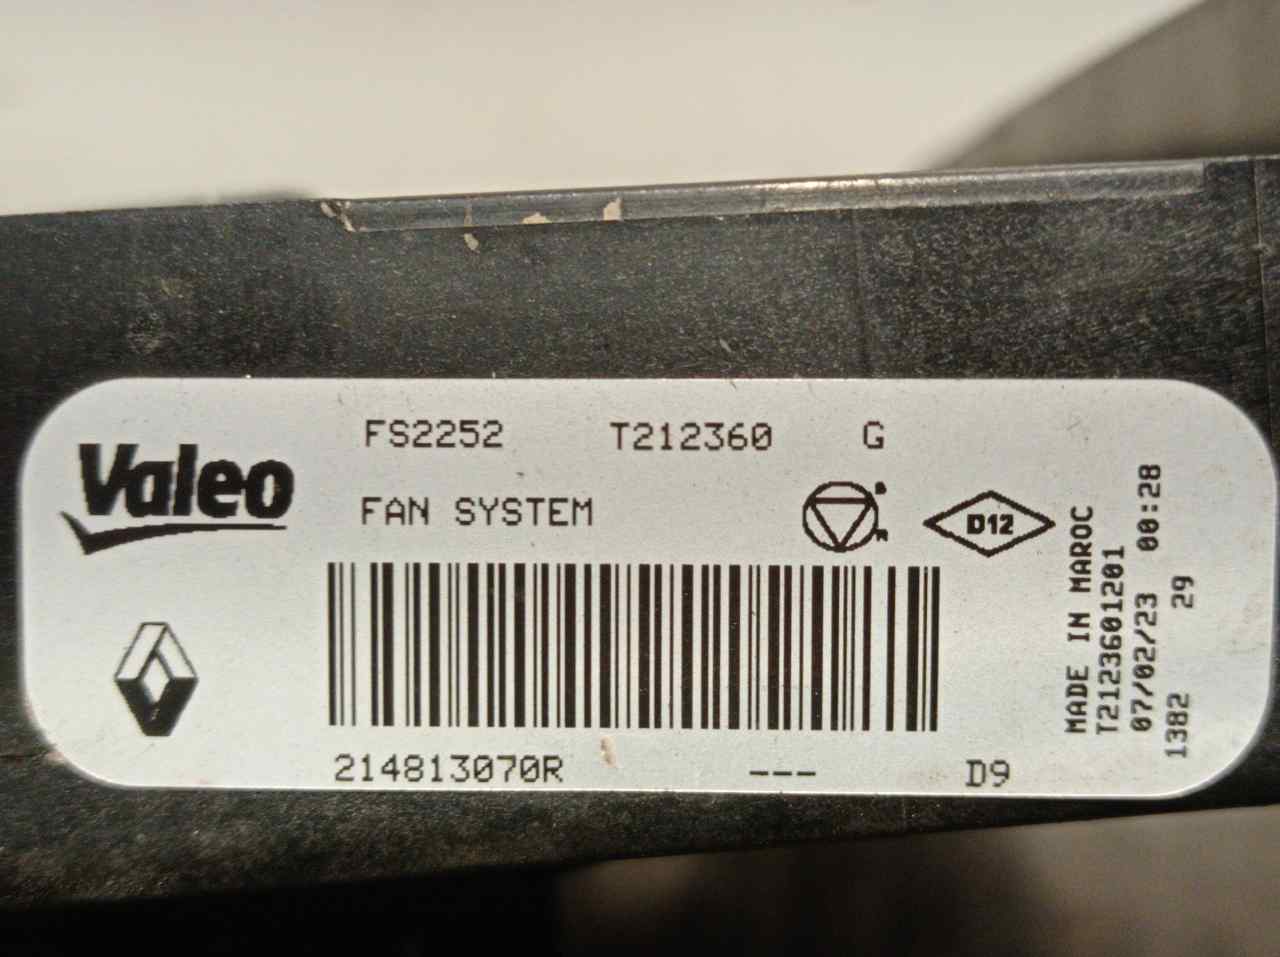 Valeo
FS2252 T212360 G
FAN SYSTEM
D12
214813070R --- D9
MADE IN MAROC
T2123601201
07/02/23 00:28
1382 29